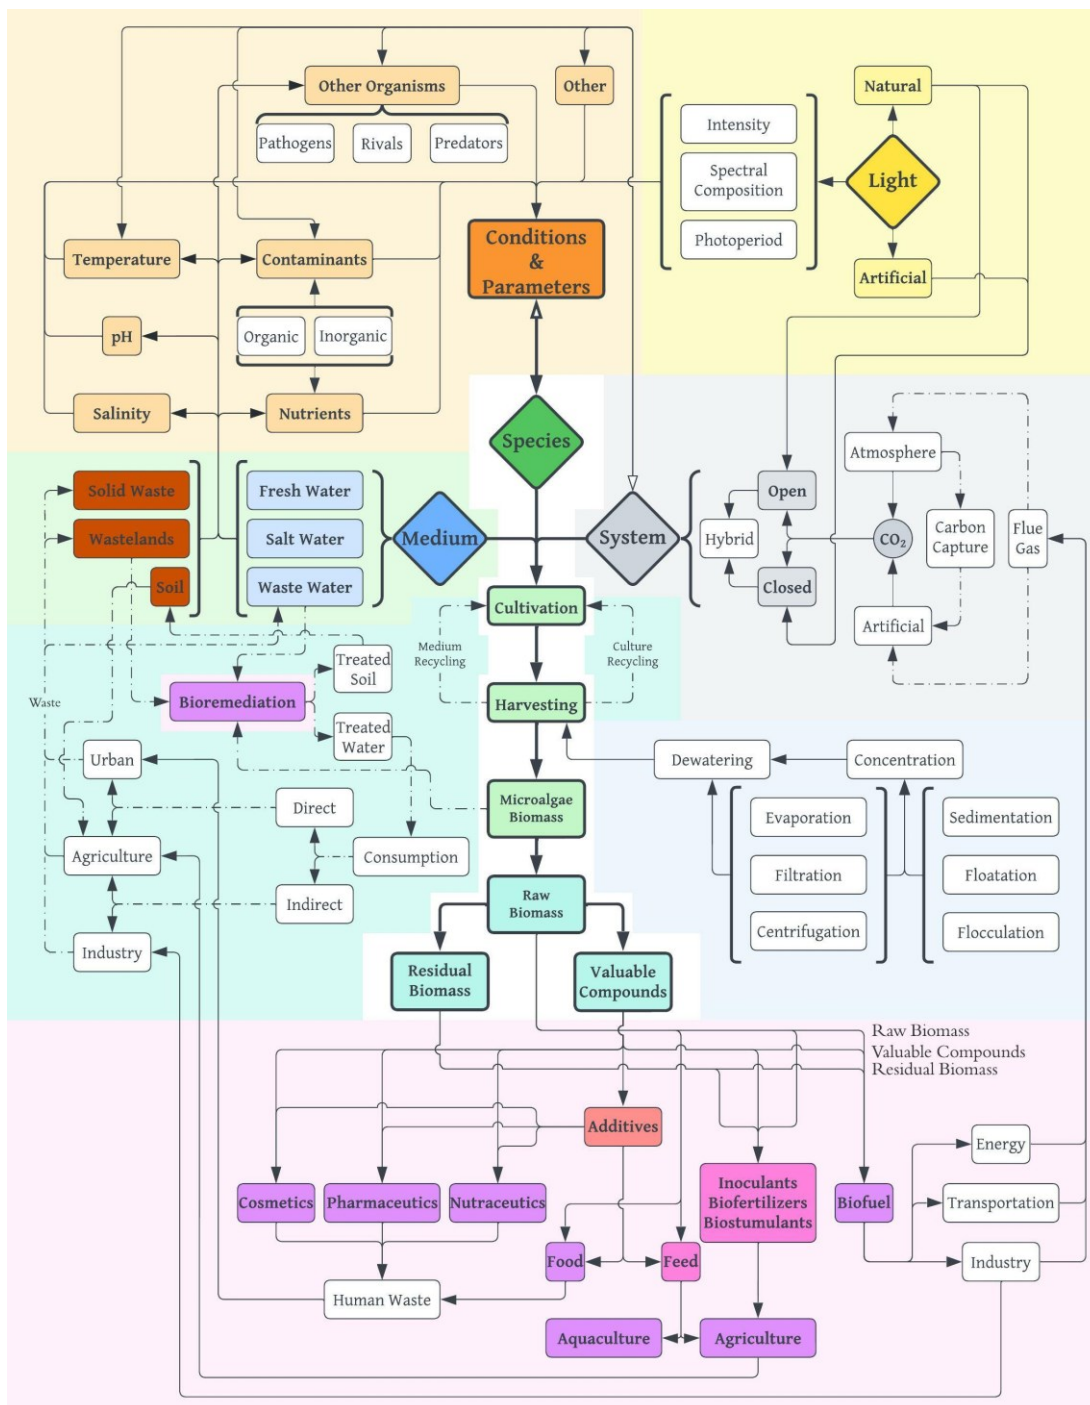 Other Organisms
Other
Natural
Pathogens
Rivals
Predators
Intensity
Spectral
Composition
Photoperiod
Light
Artificial
Temperature
Contaminants
Conditions
&
Parameters
Organic
Inorganic
pH
Salinity
Nutrients
Species
Atmosphere
Solid Waste
Wastelands
Soil
Fresh Water
Salt Water
Waste Water
Medium
System
Open
Hybrid
Closed
CO₂
Carbon
Capture
Flue
Gas
Artificial
Cultivation
Medium
Recycling
Culture
Recycling
Harvesting
Treated
Soil
Bioremediation
Treated
Water
Waste
Urban
Direct
Agriculture
Consumption
Indirect
Industry
Microalgae
Biomass
Dewatering
Concentration
Evaporation
Filtration
Centrifugation
Sedimentation
Floatation
Flocculation
Raw
Biomass
Residual
Biomass
Valuable
Compounds
Raw Biomass
Valuable Compounds
Residual Biomass
Additives
Energy
Cosmetics
Pharmaceutics
Nutraceutics
Inoculants
Biofertilizers
Biostumulants
Biofuel
Transportation
Food
Feed
Industry
Human Waste
Aquaculture
Agriculture